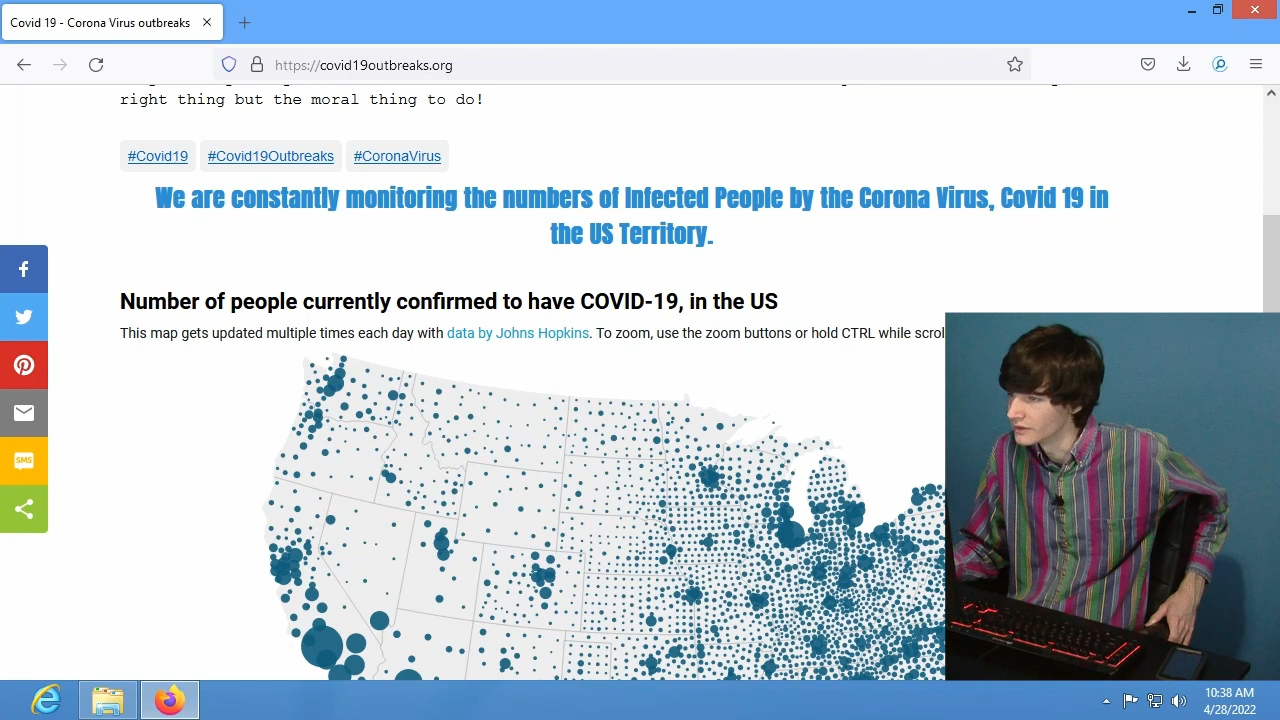 Covid 19 - Corona Virus outbreaks
https://covid19outbreaks.org
right thing but the moral thing to do!
#Covid19 #Covid19Outbreaks #CoronaVirus
We are constantly monitoring the numbers of Infected People by the Corona Virus, Covid 19 in
the US Territory.
Number of people currently confirmed to have COVID-19, in the US
This map gets updated multiple times each day with data by Johns Hopkins. To zoom, use the zoom buttons or hold CTRL while scrol
SMS
10:38 AM
4/28/2022